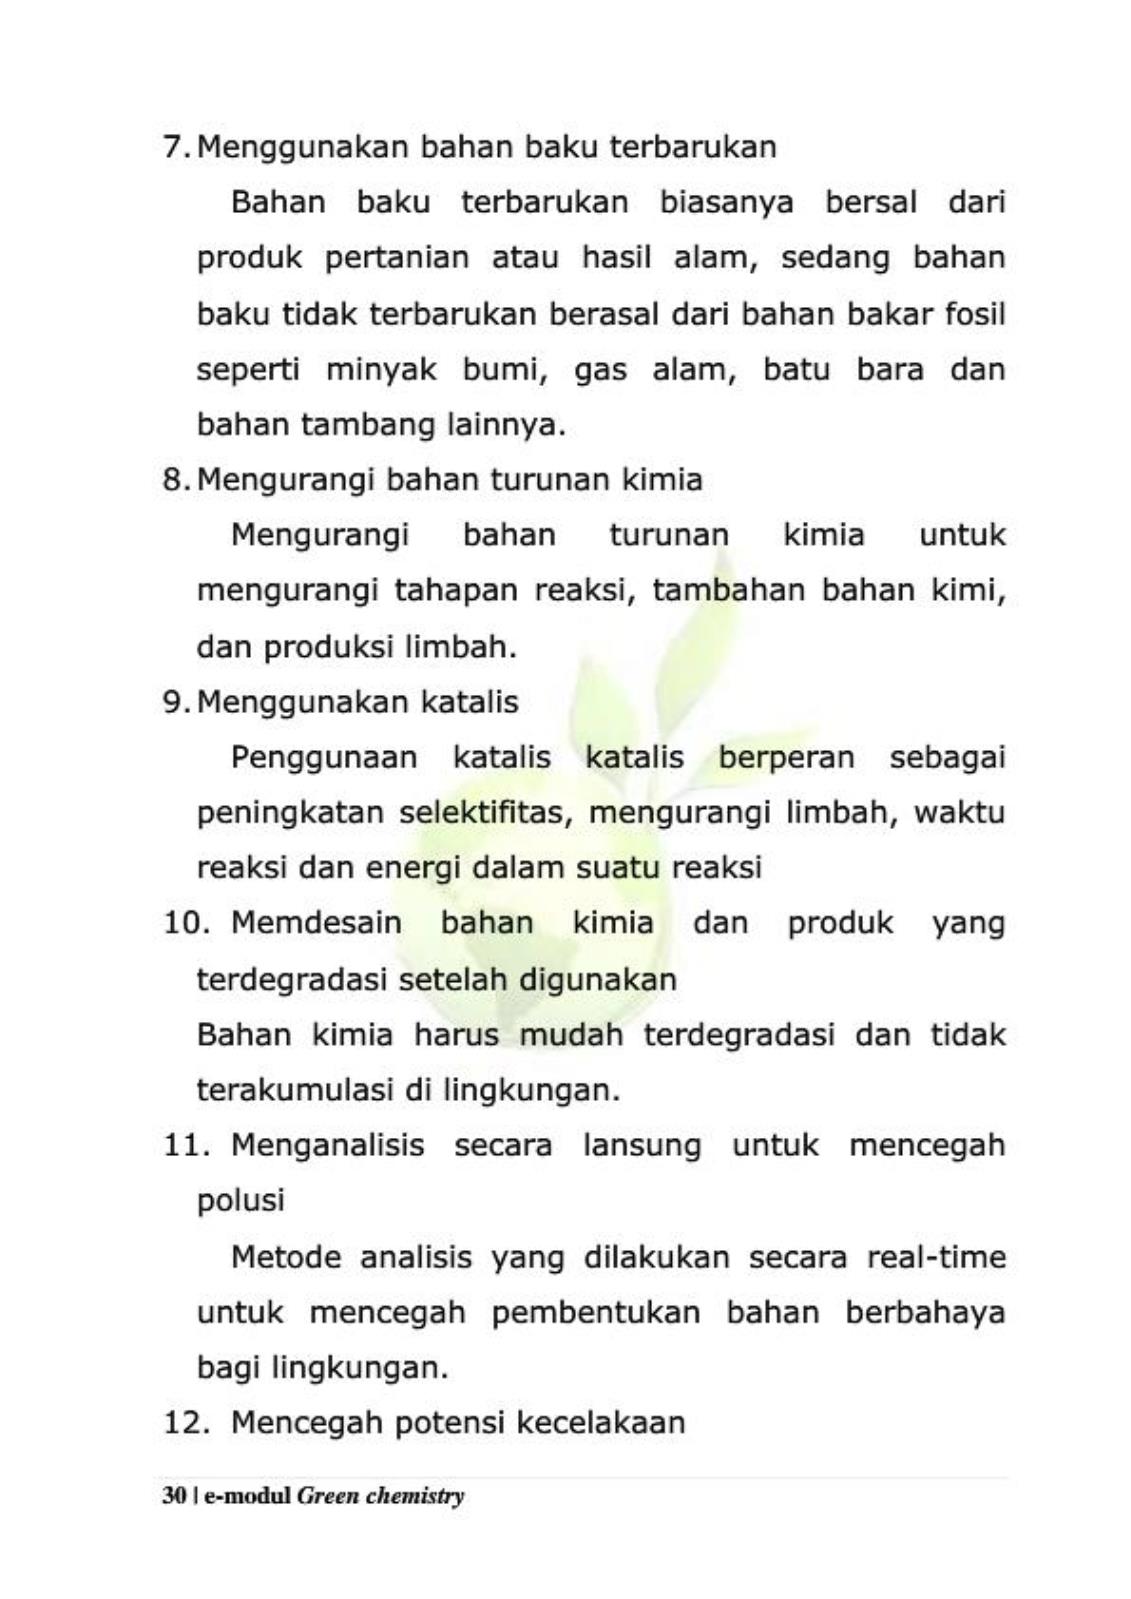 7. Menggunakan bahan baku terbarukan
Bahan baku terbarukan biasanya bersal dari
produk pertanian atau hasil alam, sedang bahan
baku tidak terbarukan berasal dari bahan bakar fosil
seperti minyak bumi, gas alam, batu bara dan
bahan tambang lainnya.
8. Mengurangi bahan turunan kimia
Mengurangi bahan turunan kimia untuk
mengurangi tahapan reaksi, tambahan bahan kimi,
dan produksi limbah.
9. Menggunakan katalis
Penggunaan katalis katalis berperan sebagai
peningkatan selektifitas, mengurangi limbah, waktu
reaksi dan energi dalam suatu reaksi
10. Memdesain bahan kimia dan produk yang
terdegradasi setelah digunakan
Bahan kimia harus mudah terdegradasi dan tidak
terakumulasi di lingkungan.
11. Menganalisis secara lansung untuk mencegah
polusi
Metode analisis yang dilakukan secara real-time
untuk mencegah pembentukan bahan berbahaya
bagi lingkungan.
12. Mencegah potensi kecelakaan
30 | e-modul Green chemistry